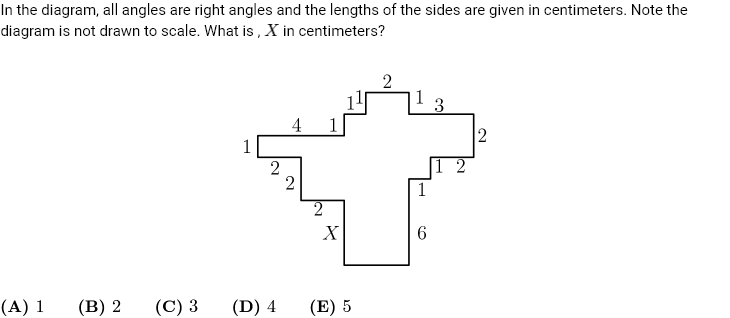 In the diagram, all angles are right angles and the lengths of the sides are given in centimeters. Note the
diagram is not drawn to scale. What is , X in centimeters?
2
1 1 1 3
4 1
1 2
2 1 2
2 1
2
X 6
(A) 1 (B) 2 (C) 3 (D) 4 (E) 5